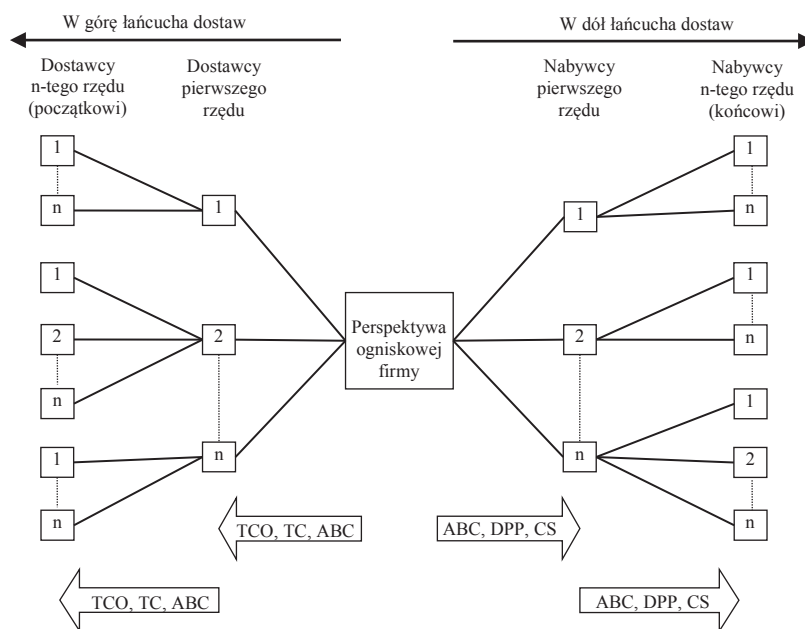 W górę łańcucha dostaw
W dół łańcucha dostaw
Dostawcy
n-tego rzędu
(początkowi)
Dostawcy
pierwszego
rzędu
Nabywcy
pierwszego
rzędu
Nabywcy
n-tego rzędu
(końcowi)
1
n
1
2
n
1
n
1
2
n
Perspektywa
ogniskowej
firmy
1
2
n
1
n
1
n
1
2
n
TCO, TC, ABC
ABC, DPP, CS
TCO, TC, ABC
ABC, DPP, CS